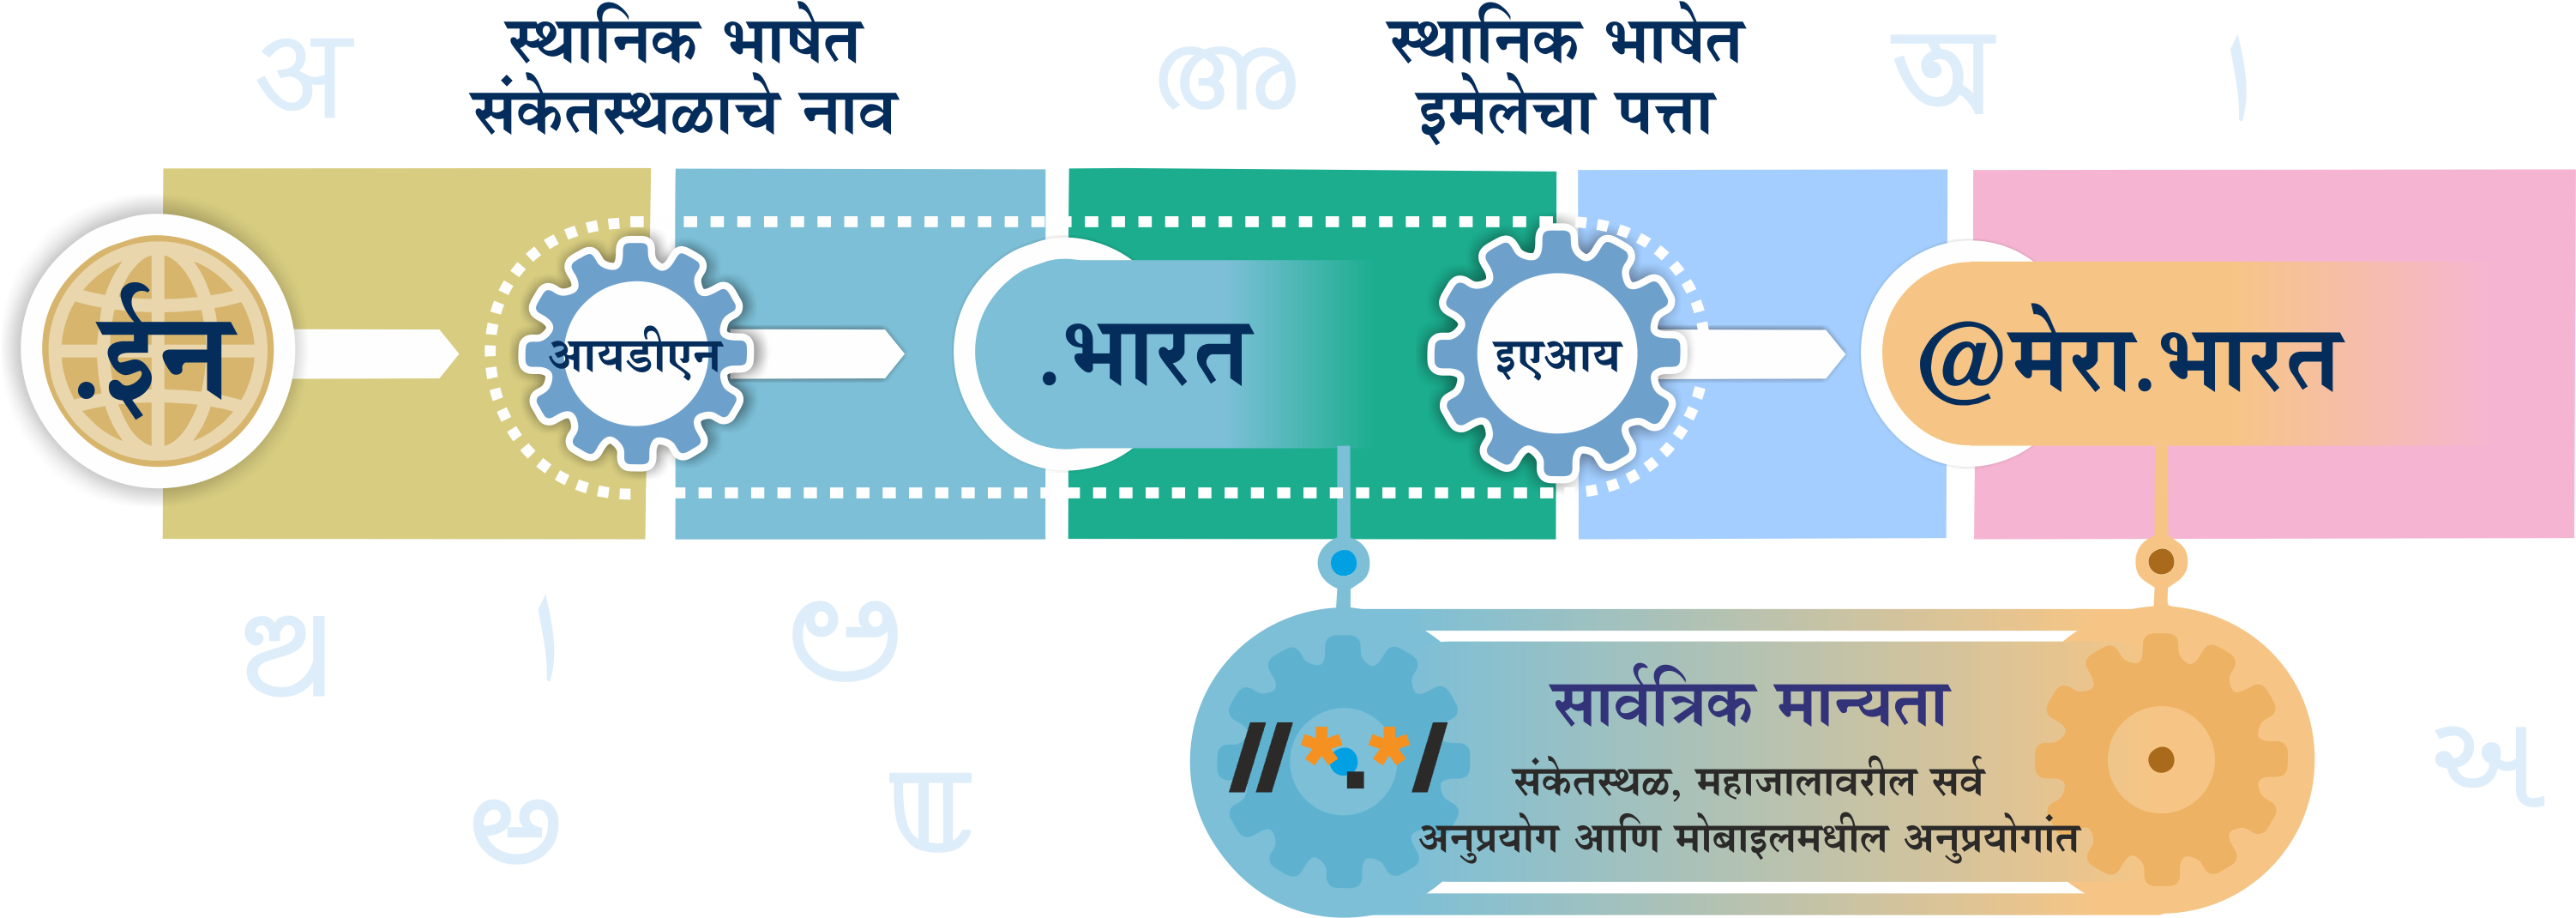 स्थानिक भाषेत
संकेतस्थळाचे नाव
स्थानिक भाषेत
इमेलेचा पत्ता
अ
അ
অ
ا
.ईन
आयडीएन
.भारत
इएआय
@मेरा.भारत
ଅ
ا
ಅ
అ
ꯑ
અ
//*.*/
सार्वत्रिक मान्यता
संकेतस्थळ, महाजालावरील सर्व
अनुप्रयोग आणि मोबाइलमधील अनुप्रयोगांत